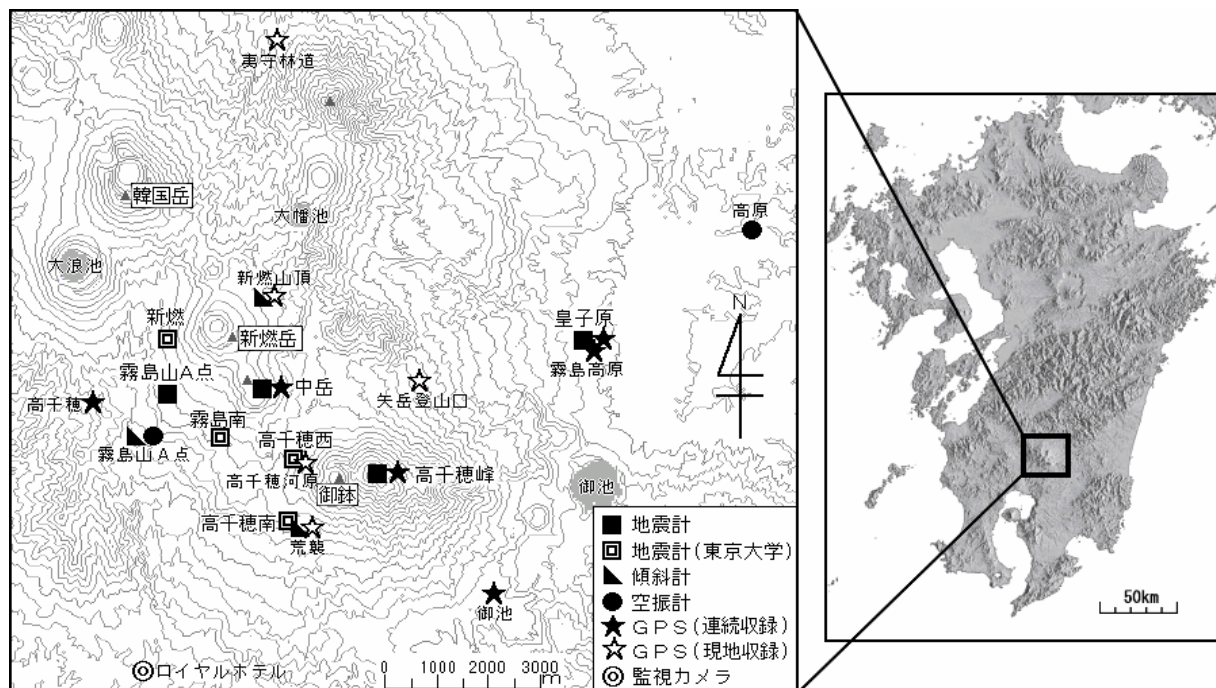 夷守林道
韓国岳
大幡池
高原
大浪池
新燃山頂
新燃
新燃岳
皇子原
霧島高原
霧島山A点
中岳
矢岳登山口
高千穂
霧島南
霧島山A点
高千穂西
高千穂河原
御鉢
高千穂峰
御池
高千穂南
荒襲
御池
ロイヤルホテル
0 1000 2000 3000
m
N
地震計
地震計(東京大学)
傾斜計
空振計
GPS(連続収録)
GPS(現地収録)
監視カメラ
50km